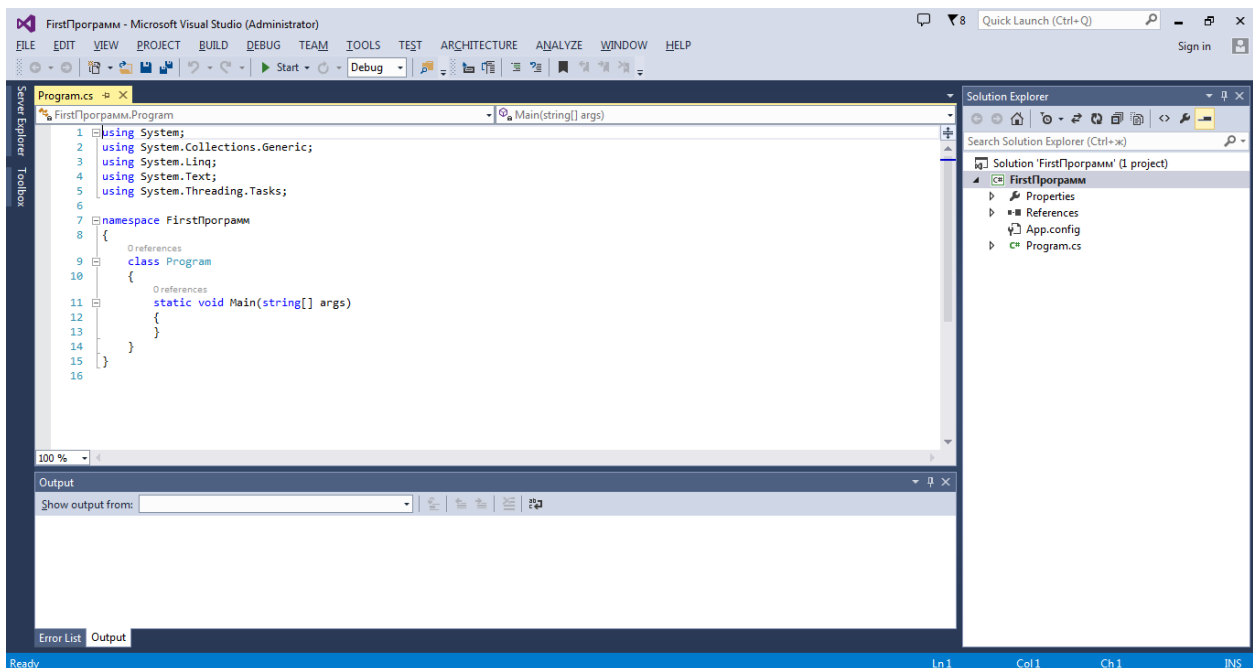 FirstПрограмм - Microsoft Visual Studio (Administrator)
8
Quick Launch (Ctrl+Q)
FILE EDIT VIEW PROJECT BUILD DEBUG TEAM TOOLS TEST ARCHITECTURE ANALYZE WINDOW HELP
Sign in
Start
Debug
Server Explorer
Toolbox
Program.cs
FirstПрограмм.Program
Main(string[] args)
1 using System;
2 using System.Collections.Generic;
3 using System.Linq;
4 using System.Text;
5 using System.Threading.Tasks;
6
7 namespace FirstПрограмм
8 {
0 references
9 class Program
10 {
0 references
11 static void Main(string[] args)
12 {
13 }
14 }
15 }
16
100 %
Solution Explorer
Search Solution Explorer (Ctrl+ж)
Solution 'FirstПрограмм' (1 project)
C# FirstПрограмм
Properties
References
App.config
C# Program.cs
Output
Show output from:
Error List Output
Ready
Ln 1 Col 1 Ch 1 INS